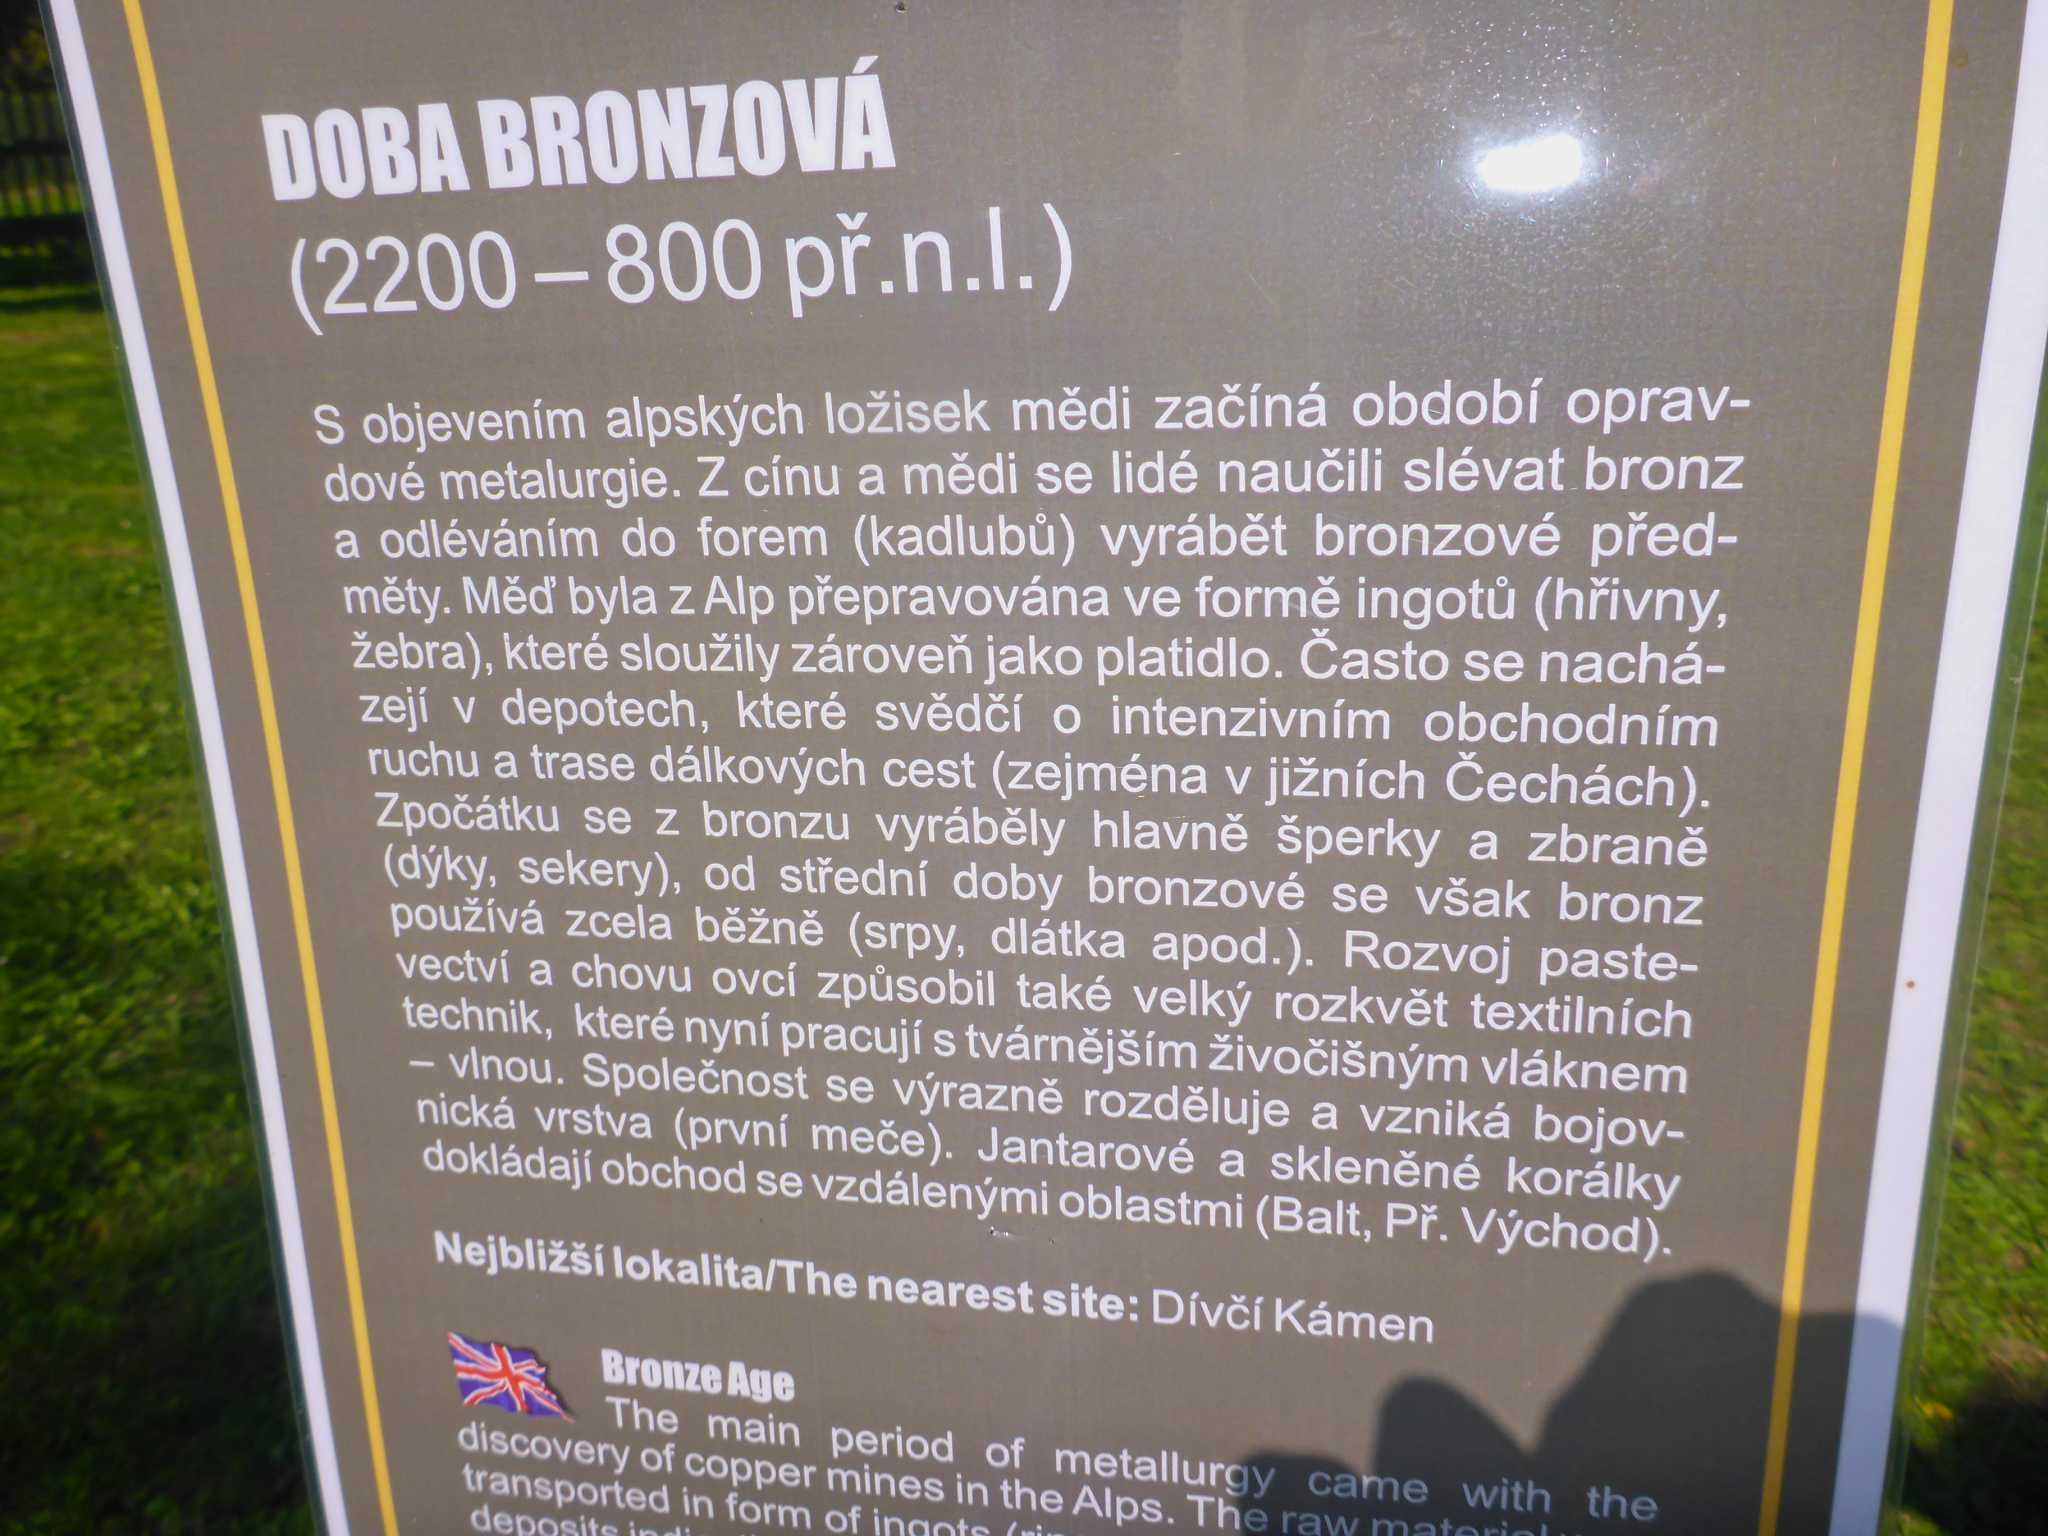 DOBA BRONZOVÁ
(2200 – 800 př.n.l.)
S objevením alpských ložisek mědi začíná období oprav-
dové metalurgie. Z cínu a mědi se lidé naučili slévat bronz
a odléváním do forem (kadlubů) vyrábět bronzové před-
měty. Měď byla z Alp přepravována ve formě ingotů (hřivny,
žebra), které sloužily zároveň jako platidlo. Často se nachá-
zejí v depotech, které svědčí o intenzivním obchodním
ruchu a trase dálkových cest (zejména v jižních Čechách).
Zpočátku se z bronzu vyráběly hlavně šperky a zbraně
(dýky, sekery), od střední doby bronzové se však bronz
používá zcela běžně (srpy, dlátka apod.). Rozvoj paste-
vectví a chovu ovcí způsobil také velký rozkvět textilních
technik, které nyní pracují s tvárnějším živočišným vláknem
– vlnou. Společnost se výrazně rozděluje a vzniká bojov-
nická vrstva (první meče). Jantarové a skleněné korálky
dokládají obchod se vzdálenými oblastmi (Balt, Př. Východ).
Nejbližší lokalita/The nearest site: Dívčí Kámen
Bronze Age
The main period of metallurgy came with the
discovery of copper mines in the Alps. The raw material
transported in form of ingots
deposits